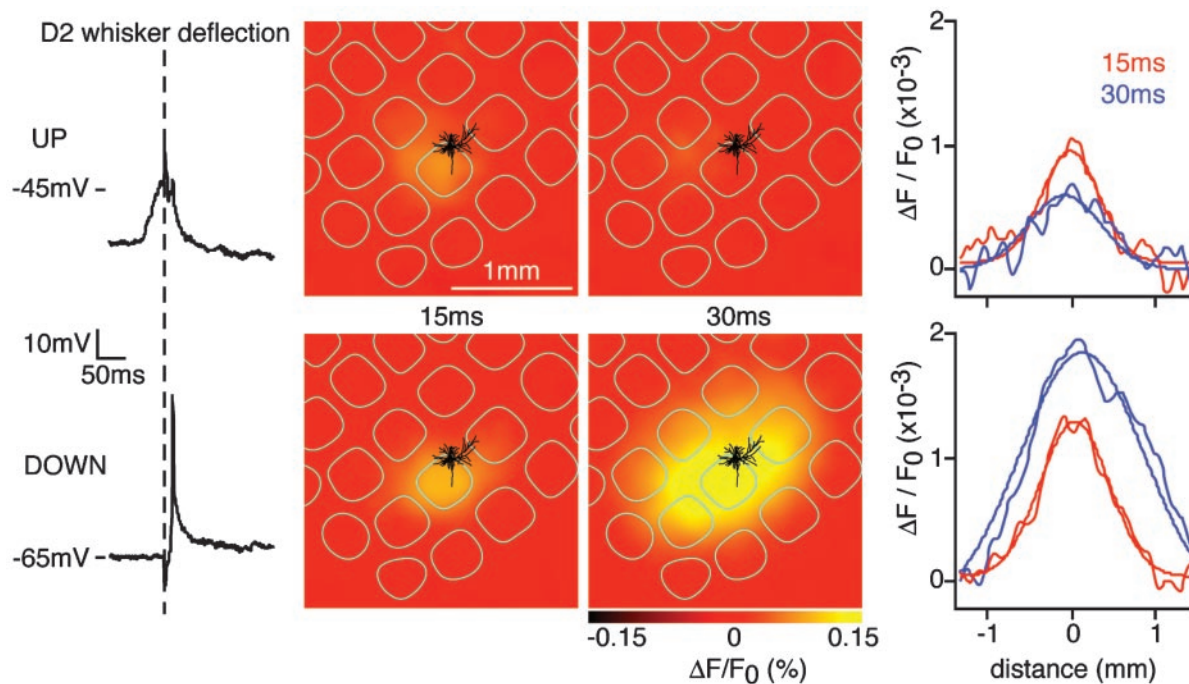 D2 whisker deflection
UP
-45mV
10mV
50ms
DOWN
-65mV
1mm
15ms
30ms
-0.15
0
0.15
ΔF/F0 (%)
2
15ms
30ms
1
0
ΔF / F0 (x10-3)
2
1
0
ΔF / F0 (x10-3)
-1
0
1
distance (mm)